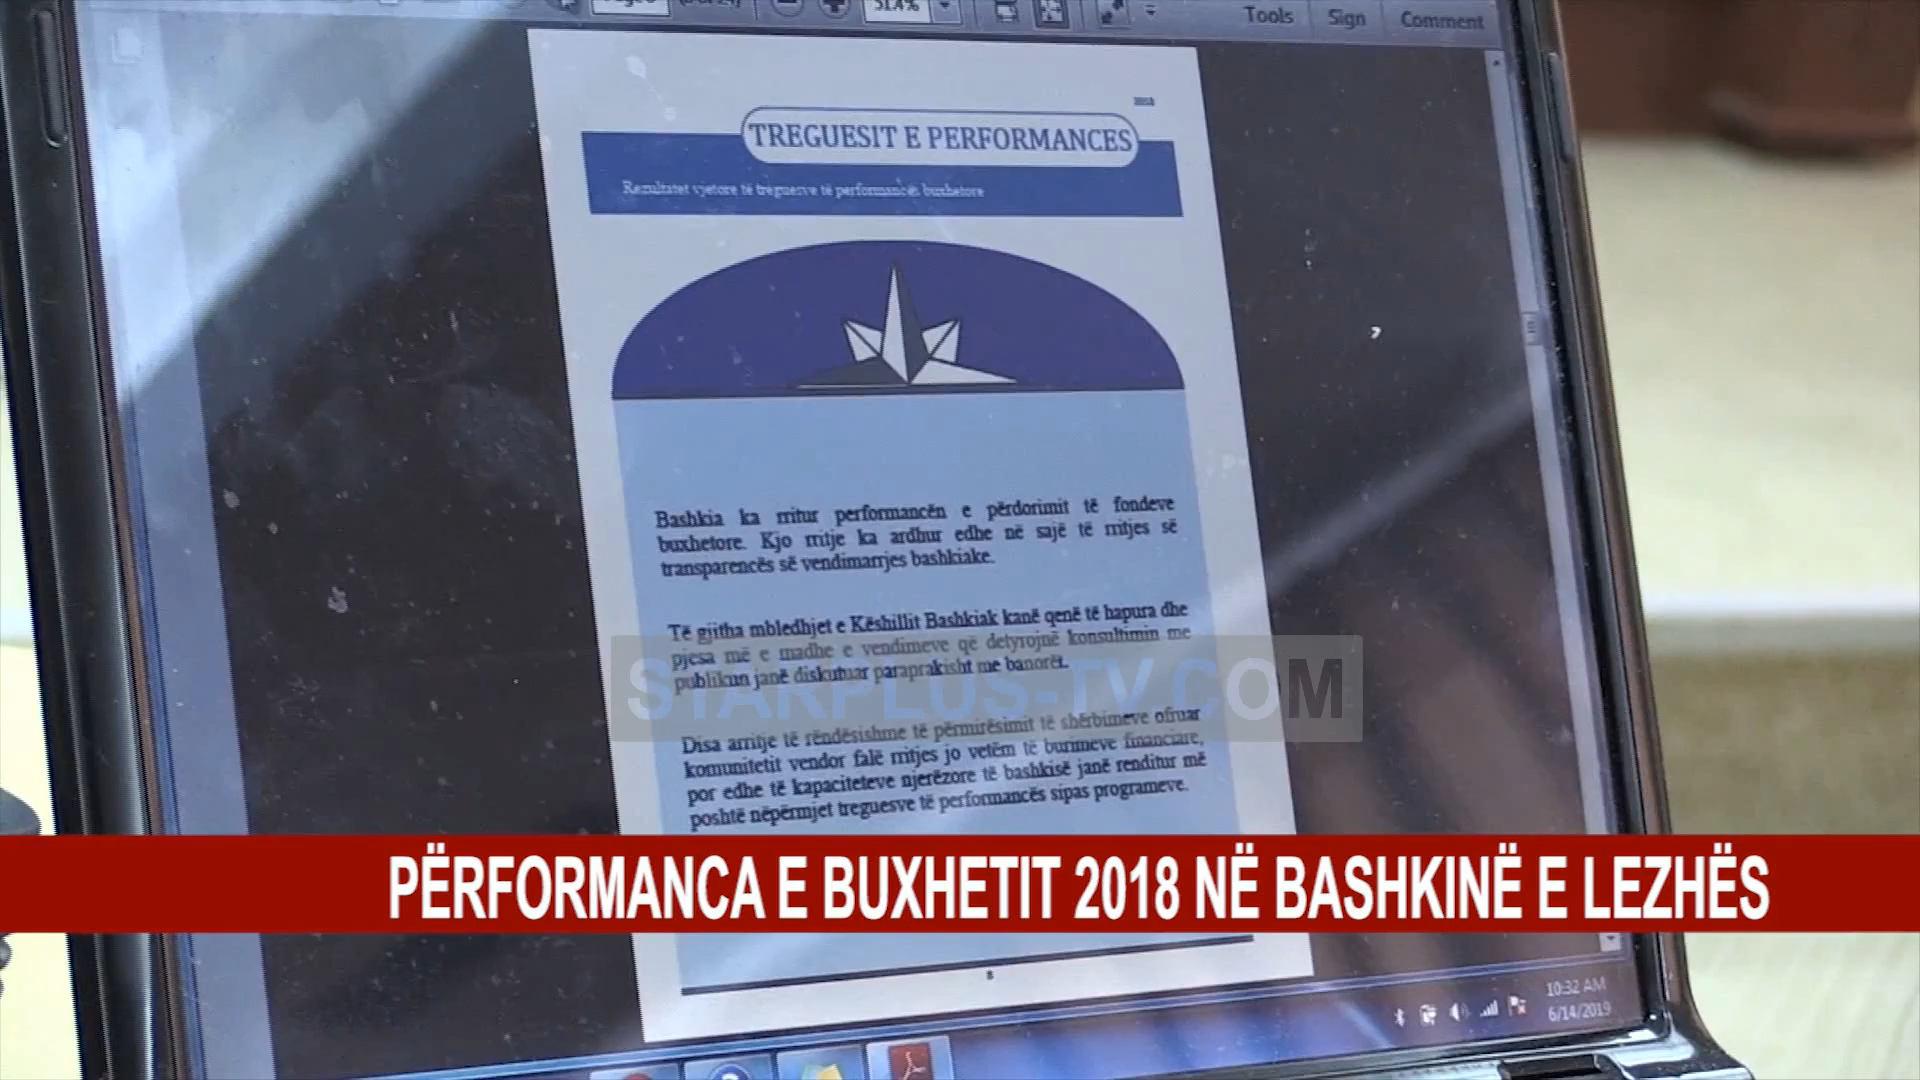 51.4%
Tools Sign Comment
2018
TREGUESIT E PERFORMANCES
Rezultatet vjetore të treguesve të performancës buxhetore
Bashkia ka rritur performancën e përdorimit të fondeve
buxhetore. Kjo rritje ka ardhur edhe në sajë të rritjes së
transparencës së vendimarrjes bashkiake.
Të gjitha mbledhjet e Këshillit Bashkiak kanë qenë të hapura dhe
pjesa më e madhe e vendimeve që detyrojnë konsultimin me
publikun janë diskutuar paraprakisht me banorët.
STARPLUS-TV.COM
Disa arritje të rëndësishme të përmirësimit të shërbimeve ofruar
komunitetit vendor falë rritjes jo vetëm të burimeve financiare,
por edhe të kapaciteteve njerëzore të bashkisë janë renditur më
poshtë nëpërmjet treguesve të performancës sipas programeve.
PËRFORMANCA E BUXHETIT 2018 NË BASHKINË E LEZHËS
8
10:32 AM
6/14/2019